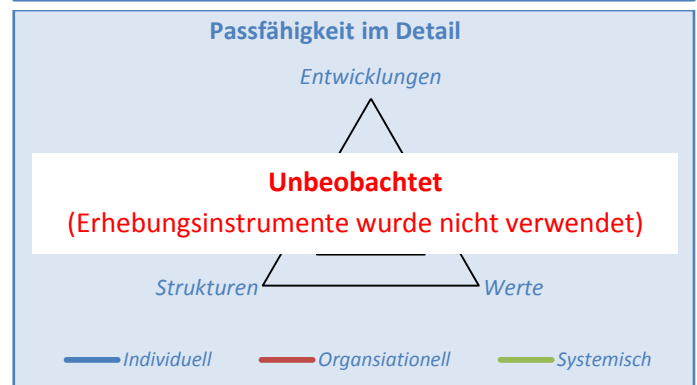 Passfähigkeit im Detail
Entwicklungen
Unbeobachtet
(Erhebungsinstrumente wurde nicht verwendet)
Strukturen Werte
Individuell Organsiationell Systemisch